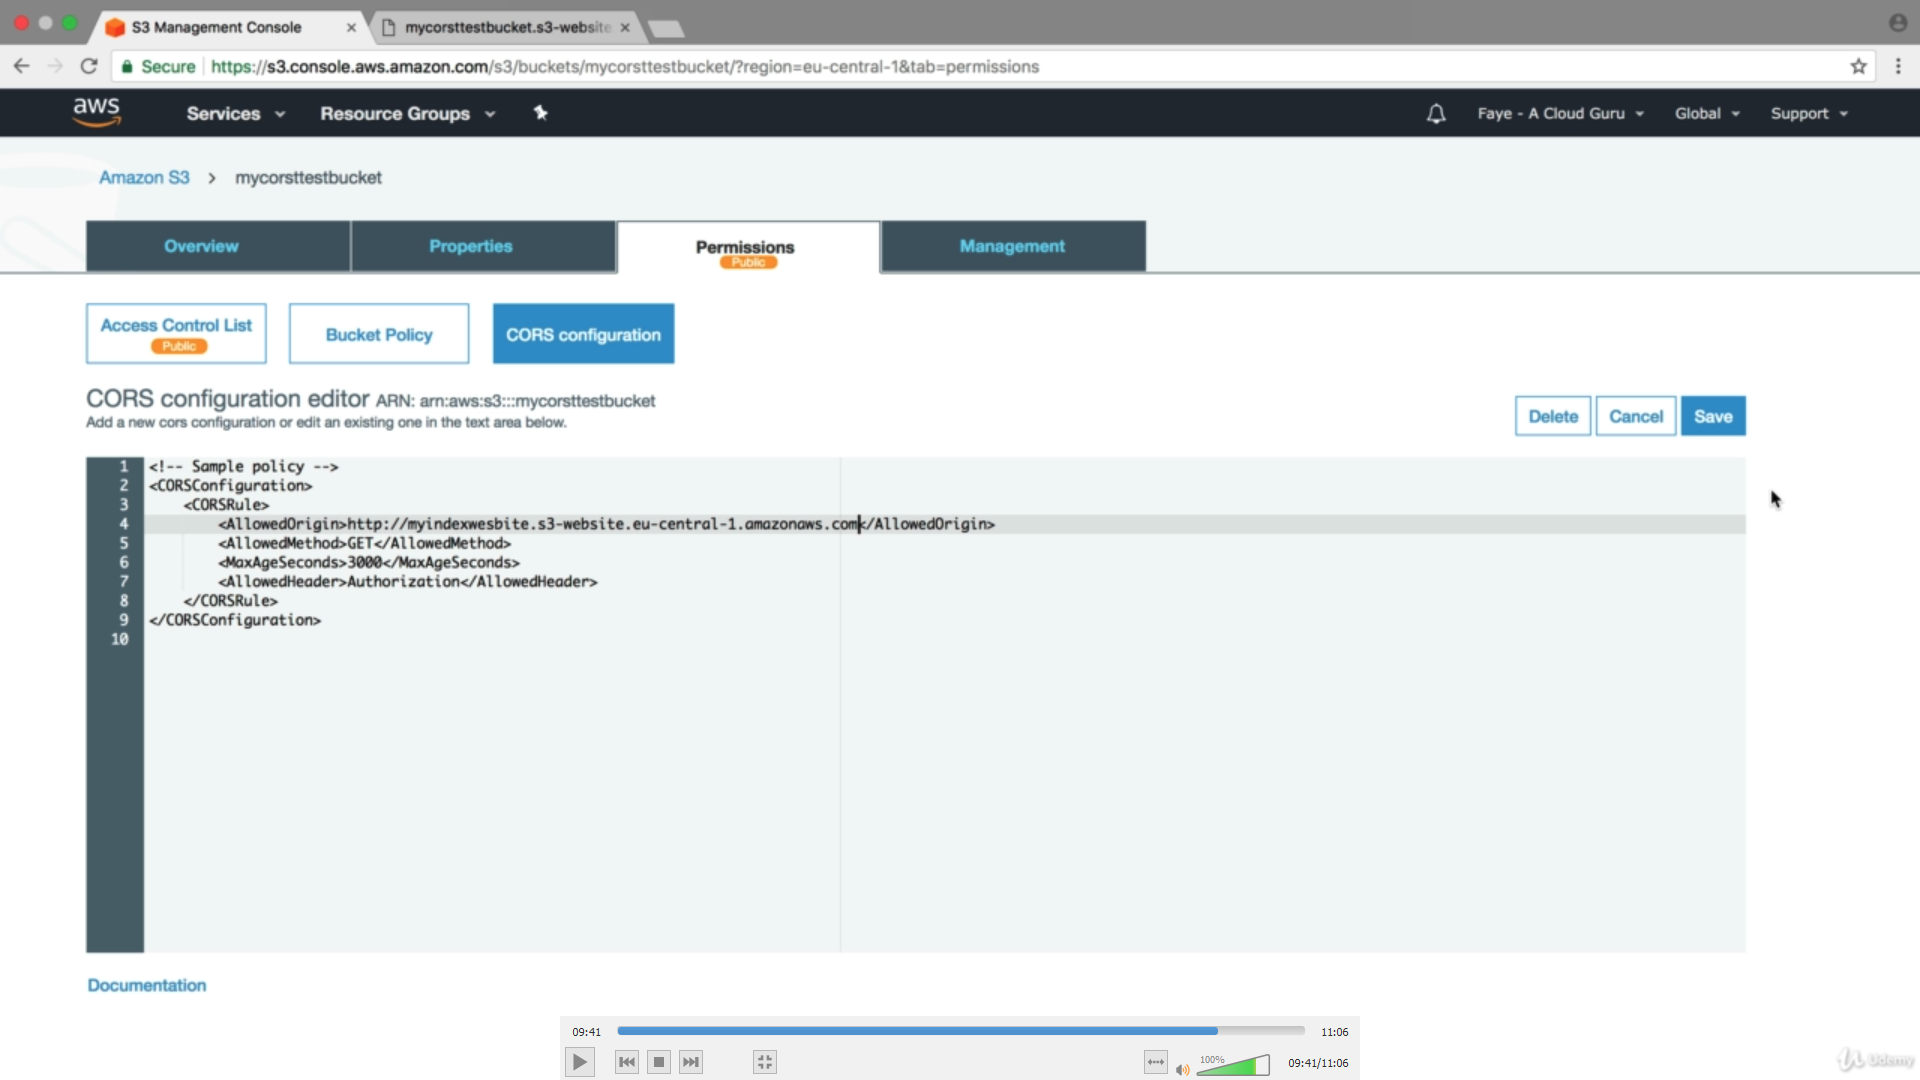 S3 Management Console
mycorsttestbucket.s3-website
Secure https://s3.console.aws.amazon.com/s3/buckets/mycorsttestbucket/?region=eu-central-1&tab=permissions
aws Services Resource Groups Faye - A Cloud Guru Global Support
Amazon S3 > mycorsttestbucket
Overview Properties Permissions Management
Public
Access Control List Bucket Policy CORS configuration
Public
CORS configuration editor ARN: arn:aws:s3:::mycorsttestbucket
Add a new cors configuration or edit an existing one in the text area below.
Delete Cancel Save
1 <!-- Sample policy -->
2 <CORSConfiguration>
3 <CORSRule>
4 <AllowedOrigin>http://myindexwesbite.s3-website.eu-central-1.amazonaws.com</AllowedOrigin>
5 <AllowedMethod>GET</AllowedMethod>
6 <MaxAgeSeconds>3000</MaxAgeSeconds>
7 <AllowedHeader>Authorization</AllowedHeader>
8 </CORSRule>
9 </CORSConfiguration>
10
Documentation
09:41 11:06
100% 09:41/11:06
Udemy